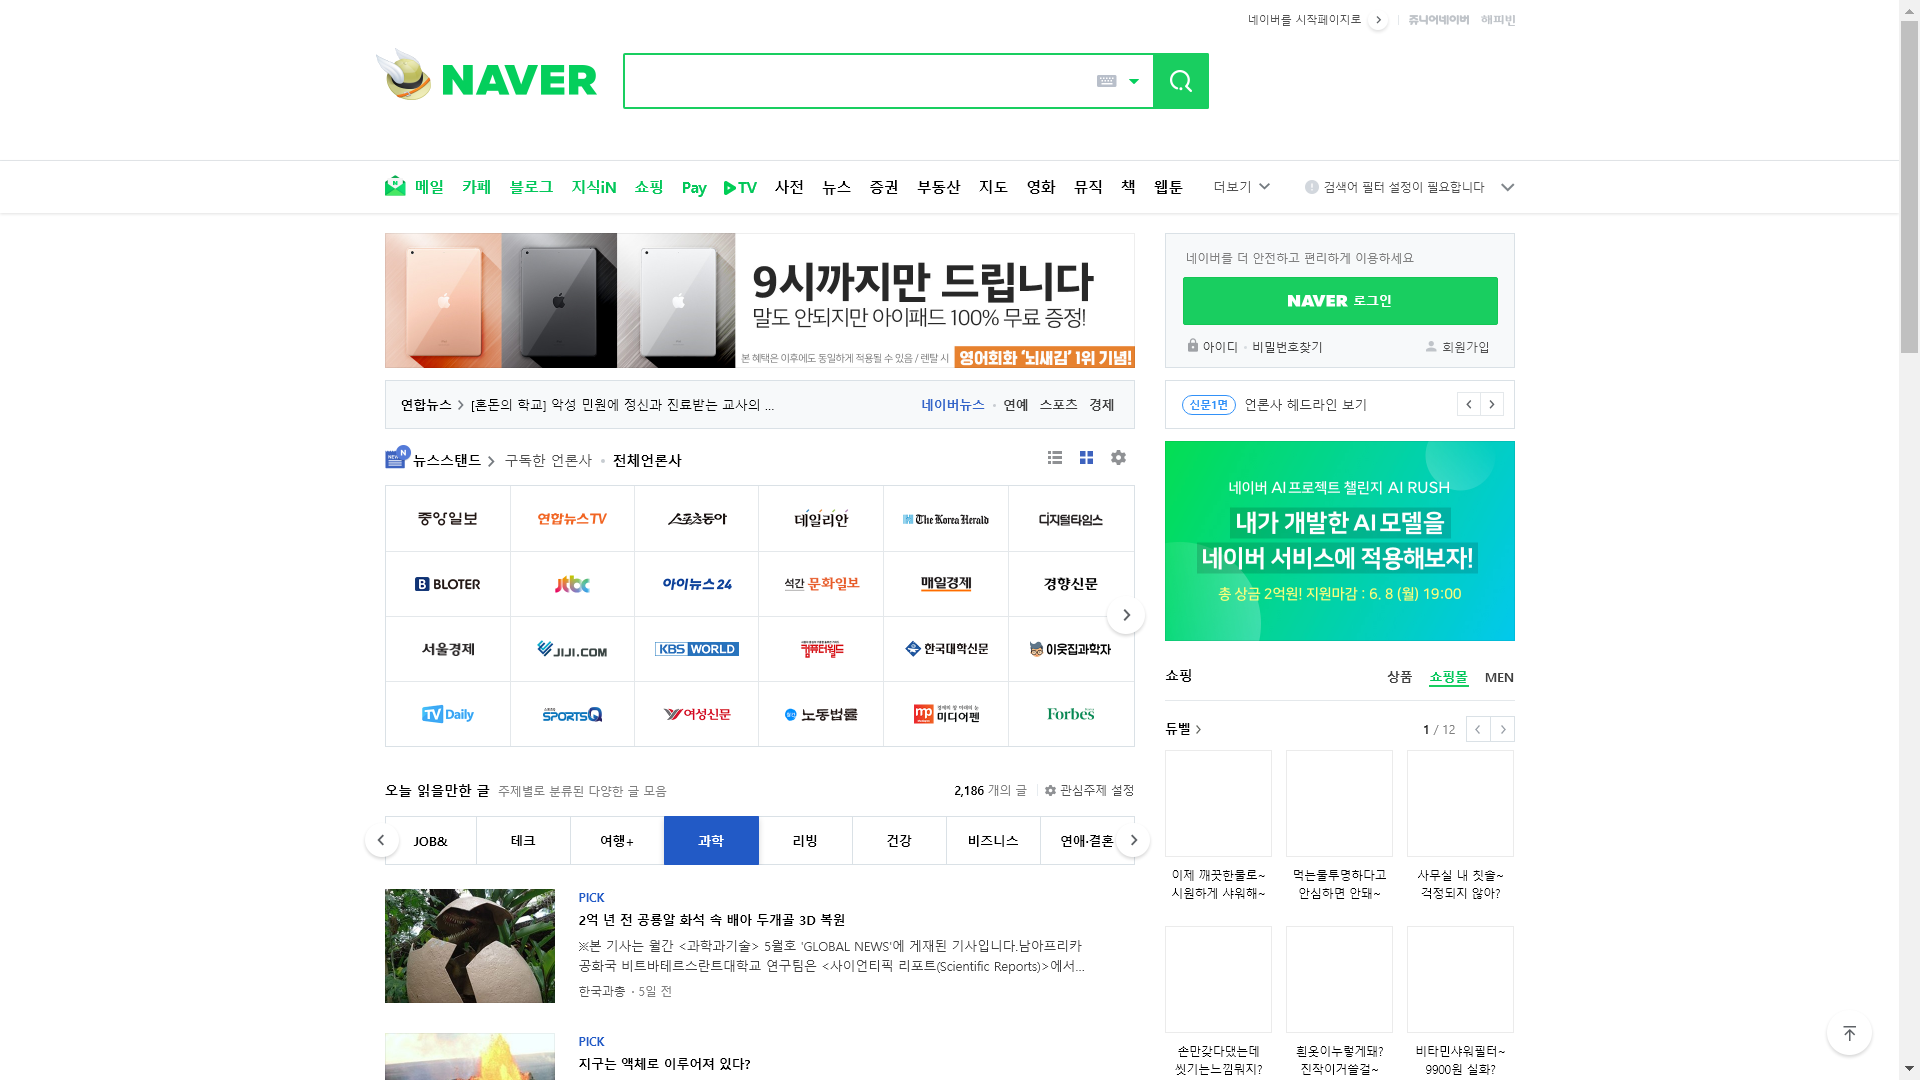 네이버를 시작페이지로
쥬니어네이버 해피빈
NAVER
메일 카페 블로그 지식iN 쇼핑 Pay TV 사전 뉴스 증권 부동산 지도 영화 뮤직 책 웹툰 더보기 검색어 필터 설정이 필요합니다
9시까지만 드립니다
말도 안되지만 아이패드 100% 무료 증정!
본 혜택은 이후에도 동일하게 적용될 수 있음 / 렌탈 시
영어회화 ‘뇌새김’ 1위 기념!
네이버를 더 안전하고 편리하게 이용하세요
NAVER 로그인
아이디 · 비밀번호찾기 회원가입
연합뉴스 [혼돈의 학교] 악성 민원에 정신과 진료받는 교사의 ...
네이버뉴스 · 연예 스포츠 경제
신문1면 언론사 헤드라인 보기
NEW N 뉴스스탠드 구독한 언론사 · 전체언론사
중앙일보 연합뉴스TV 스포츠동아 데일리안 The Korea Herald 디지털타임스
BLOTER jtbc 아이뉴스24 석간 문화일보 매일경제 경향신문
서울경제 JIJI.COM KBS WORLD 컴퓨터월드 한국대학신문 이웃집과학자
TV Daily SPORTSQ 여성신문 노동법률 mp 미디어펜 Forbes
네이버 AI 프로젝트 챌린지 AI RUSH
내가 개발한 AI 모델을
네이버 서비스에 적용해보자!
총 상금 2억원! 지원마감 : 6. 8 (월) 19:00
쇼핑 상품 쇼핑몰 MEN
듀벨 1 / 12
이제 깨끗한물로~
시원하게 샤워해~
먹는물투명하다고
안심하면 안돼~
사무실 내 칫솔~
걱정되지 않아?
손만갖다댔는데
씻기는느낌뭐지?
흰옷이누렇게돼?
진작이거쓸걸~
비타민샤워필터~
9900원 실화?
오늘 읽을만한 글 주제별로 분류된 다양한 글 모음
2,186 개의 글 관심주제 설정
JOB& 테크 여행+ 과학 리빙 건강 비즈니스 연애·결혼
PICK
2억 년 전 공룡알 화석 속 배아 두개골 3D 복원
※본 기사는 월간 <과학과기술> 5월호 'GLOBAL NEWS'에 게재된 기사입니다.남아프리카
공화국 비트바테르스란트대학교 연구팀은 <사이언티픽 리포트(Scientific Reports)>에서...
한국과총 · 5일 전
PICK
지구는 액체로 이루어져 있다?